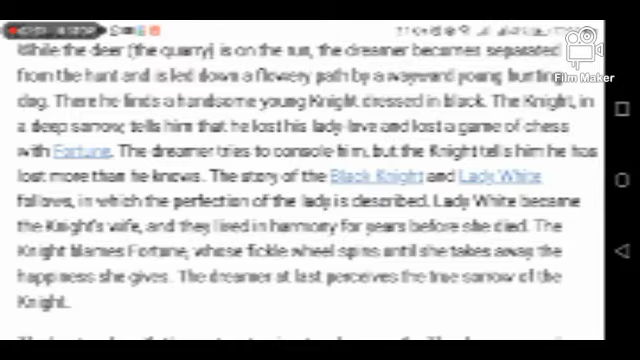 Film Maker
While the deer (the quarry) is on the run, the dreamer becomes separated
from the hunt and is led down a flowery path by a wayward young hunting
dog. There he finds a handsome young Knight dressed in black. The Knight, in
a deep sorrow, tells him that he lost his lady-love and lost a game of chess
with Fortune. The dreamer tries to console him, but the Knight tells him he has
lost more than he knows. The story of the Black Knight and Lady White
follows, in which the perfection of the lady is described. Lady White became
the Knight's wife, and they lived in harmony for years before she died. The
Knight blames Fortune, whose fickle wheel spins until she takes away the
happiness she gives. The dreamer at last perceives the true sorrow of the
Knight.